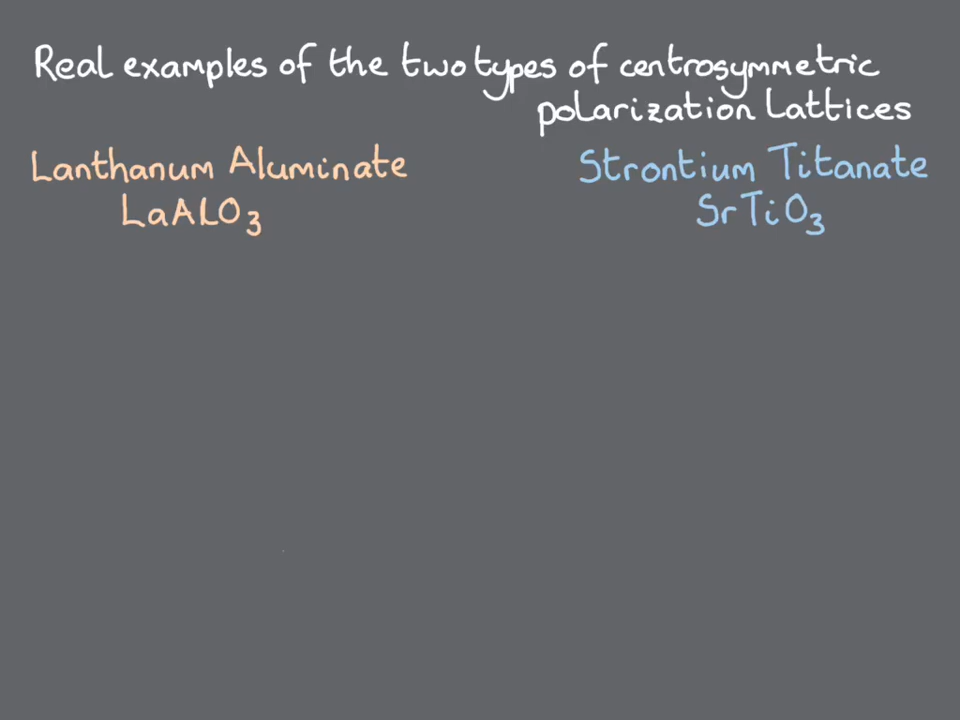 Real examples of the two types of centrosymmetric
polarization lattices
Lanthanum Aluminate
LaAlO₃
Strontium Titanate
SrTiO₃